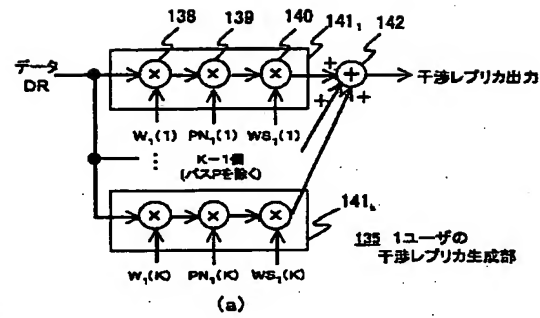 138 139 140 141₁ 142
データ
DR
干渉レプリカ出力
W₁(1) PN₁(1) WS₁(1)
K-1個
(パスPを除く)
141ₖ
W₁(K) PN₁(K) WS₁(K)
135 1ユーザの
干渉レプリカ生成部
(a)